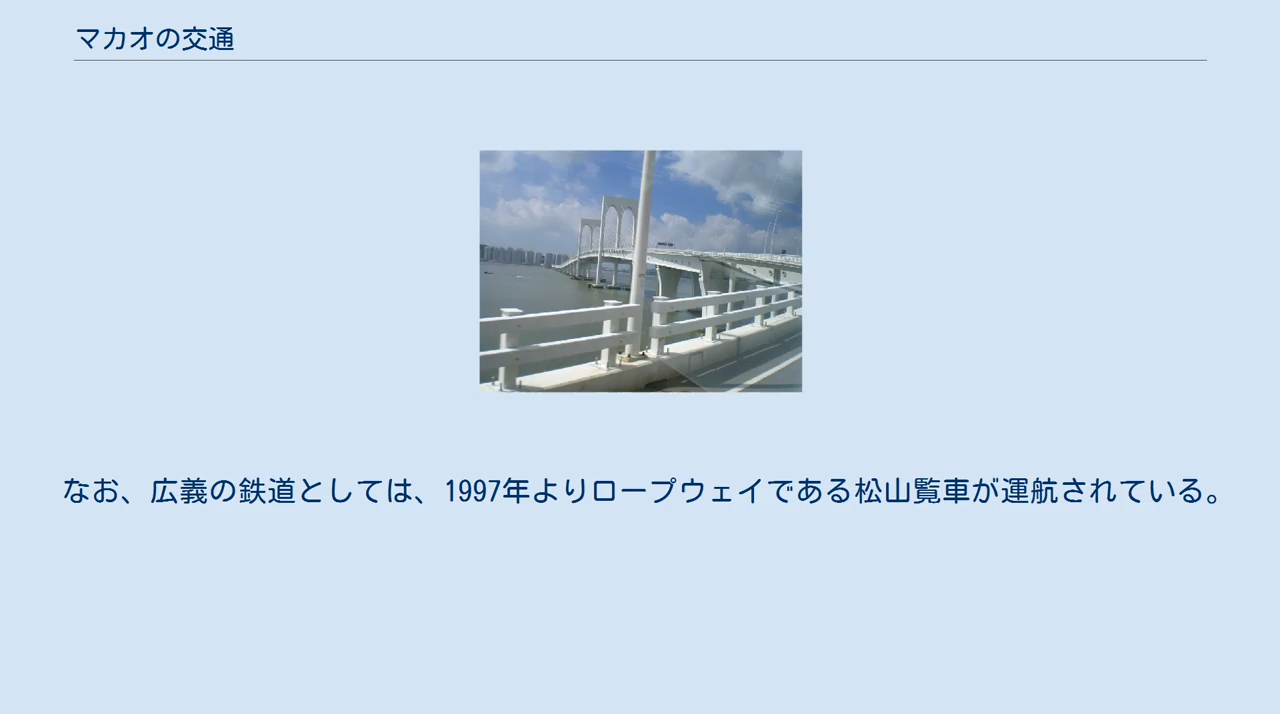 マカオの交通
なお、広義の鉄道としては、1997年よりロープウェイである松山覧車が運航されている。